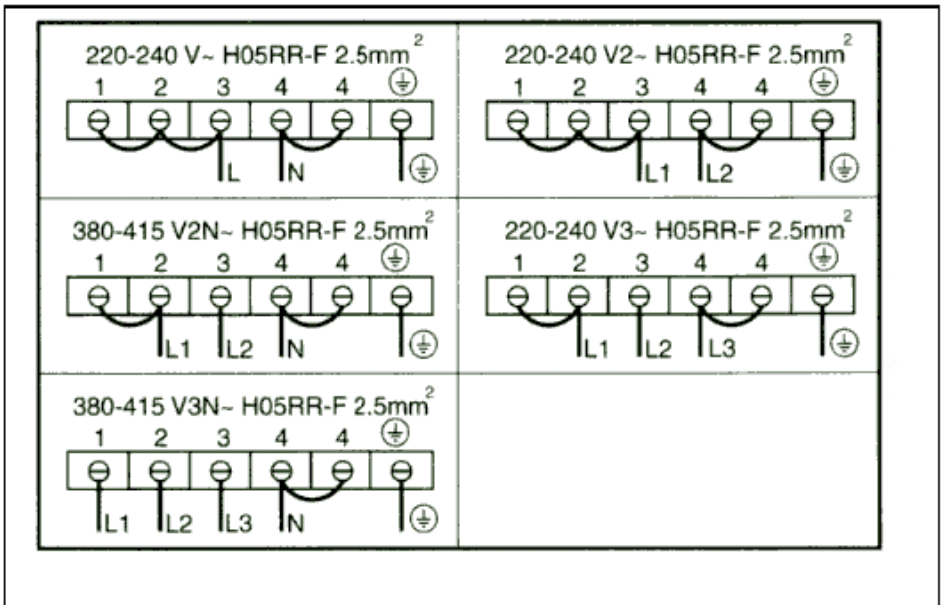 220-240 V~ H05RR-F 2.5mm²
1 2 3 4 4 ⏚
L N ⏚
220-240 V2~ H05RR-F 2.5mm²
1 2 3 4 4 ⏚
L1 L2 ⏚
380-415 V2N~ H05RR-F 2.5mm²
1 2 3 4 4 ⏚
L1 L2 N ⏚
220-240 V3~ H05RR-F 2.5mm²
1 2 3 4 4 ⏚
L1 L2 L3 ⏚
380-415 V3N~ H05RR-F 2.5mm²
1 2 3 4 4 ⏚
L1 L2 L3 N ⏚